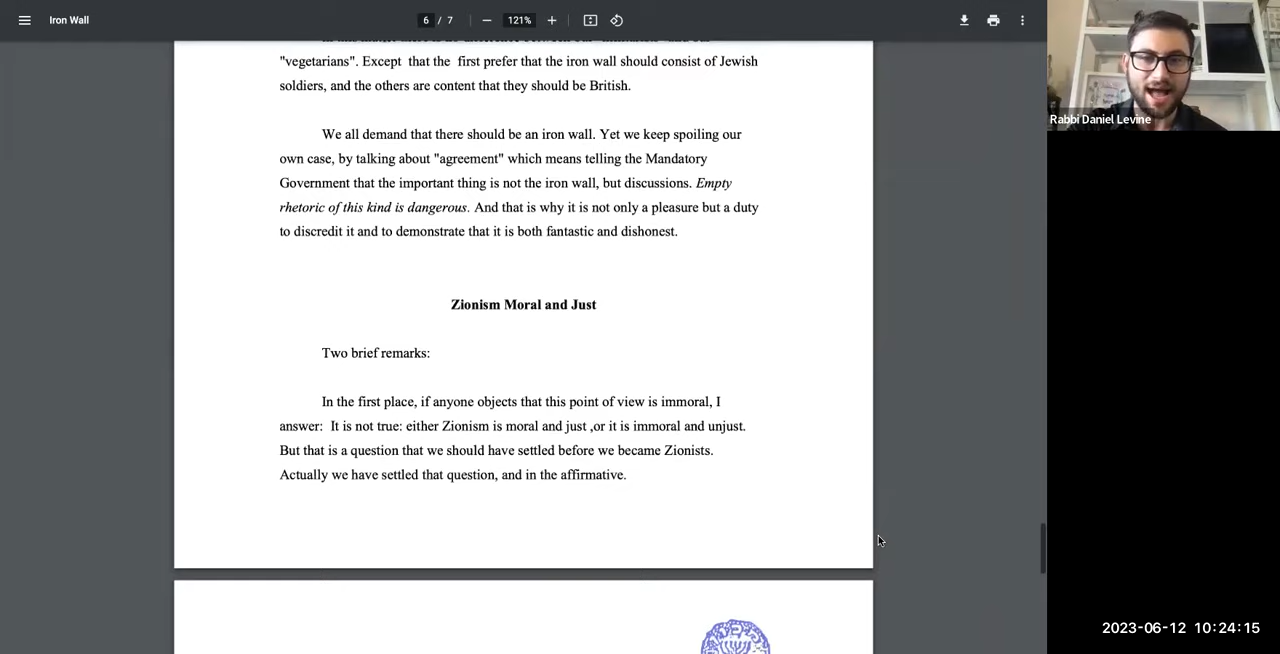 Iron Wall
6 / 7
121%
"vegetarians". Except that the first prefer that the iron wall should consist of Jewish
soldiers, and the others are content that they should be British.
We all demand that there should be an iron wall. Yet we keep spoiling our
own case, by talking about "agreement" which means telling the Mandatory
Government that the important thing is not the iron wall, but discussions. Empty
rhetoric of this kind is dangerous. And that is why it is not only a pleasure but a duty
to discredit it and to demonstrate that it is both fantastic and dishonest.
Zionism Moral and Just
Two brief remarks:
In the first place, if anyone objects that this point of view is immoral, I
answer: It is not true: either Zionism is moral and just ,or it is immoral and unjust.
But that is a question that we should have settled before we became Zionists.
Actually we have settled that question, and in the affirmative.
Rabbi Daniel Levine
2023-06-12 10:24:15